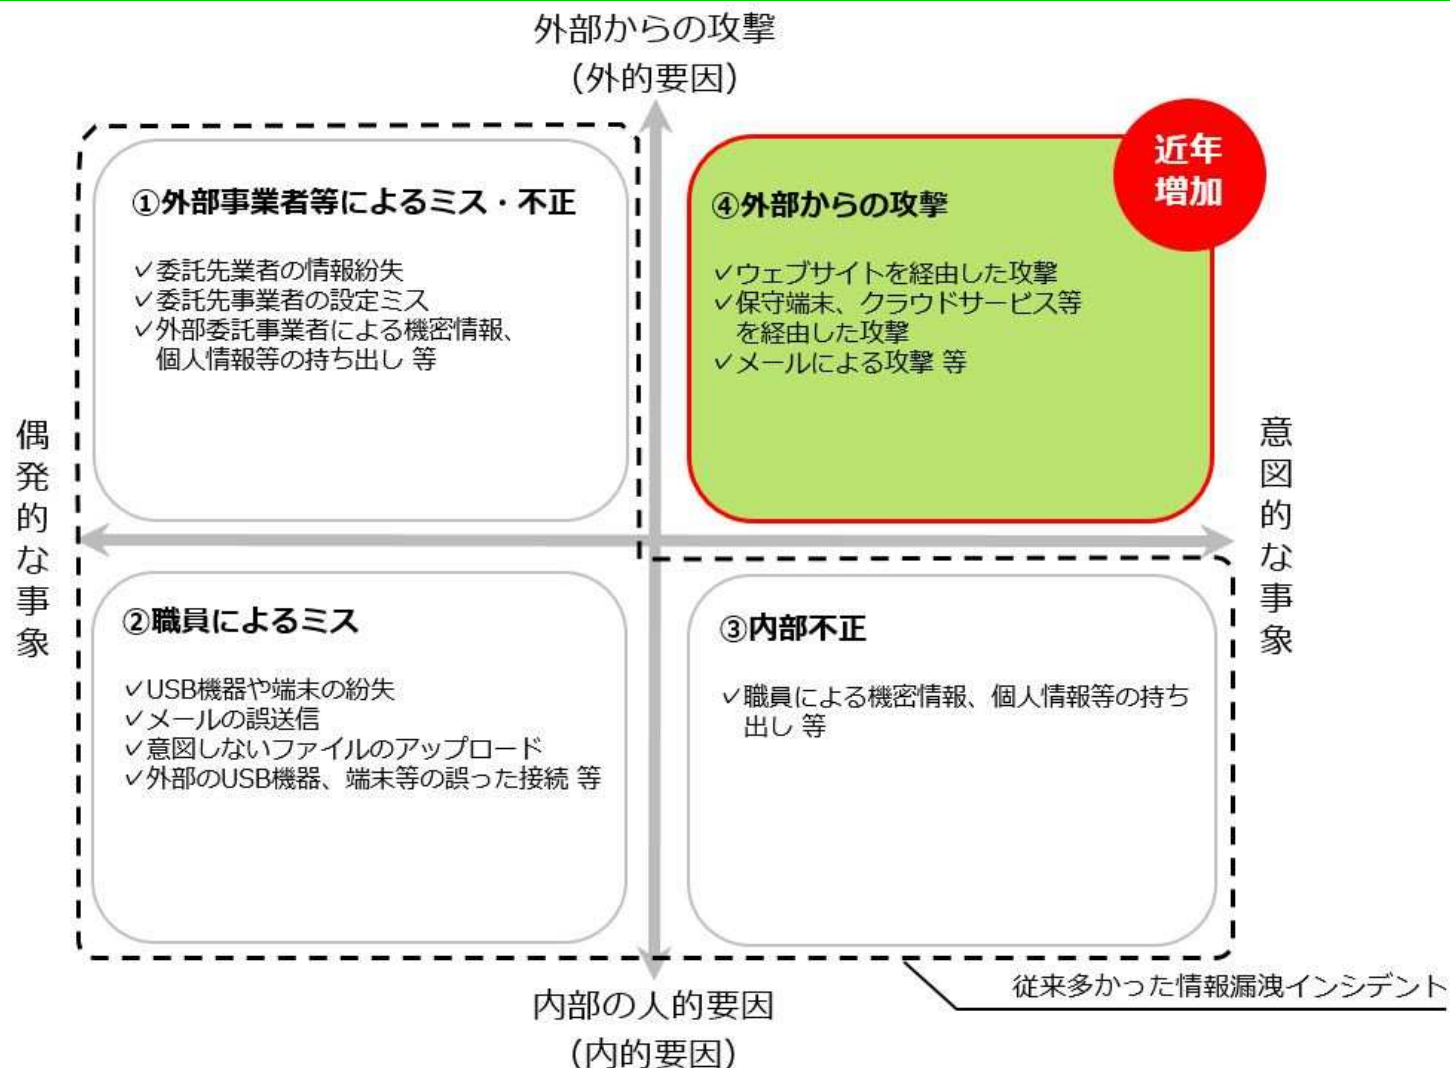 外部からの攻撃
(外的要因)
近年
増加
①外部事業者等によるミス・不正
✓委託先業者の情報紛失
✓委託先事業者の設定ミス
✓外部委託事業者による機密情報、
個人情報等の持ち出し 等
④外部からの攻撃
✓ウェブサイトを経由した攻撃
✓保守端末、クラウドサービス等
を経由した攻撃
✓メールによる攻撃 等
偶発的な事象
意図的な事象
②職員によるミス
✓USB機器や端末の紛失
✓メールの誤送信
✓意図しないファイルのアップロード
✓外部のUSB機器、端末等の誤った接続 等
③内部不正
✓職員による機密情報、個人情報等の持ち
出し 等
従来多かった情報漏洩インシデント
内部の人的要因
(内的要因)